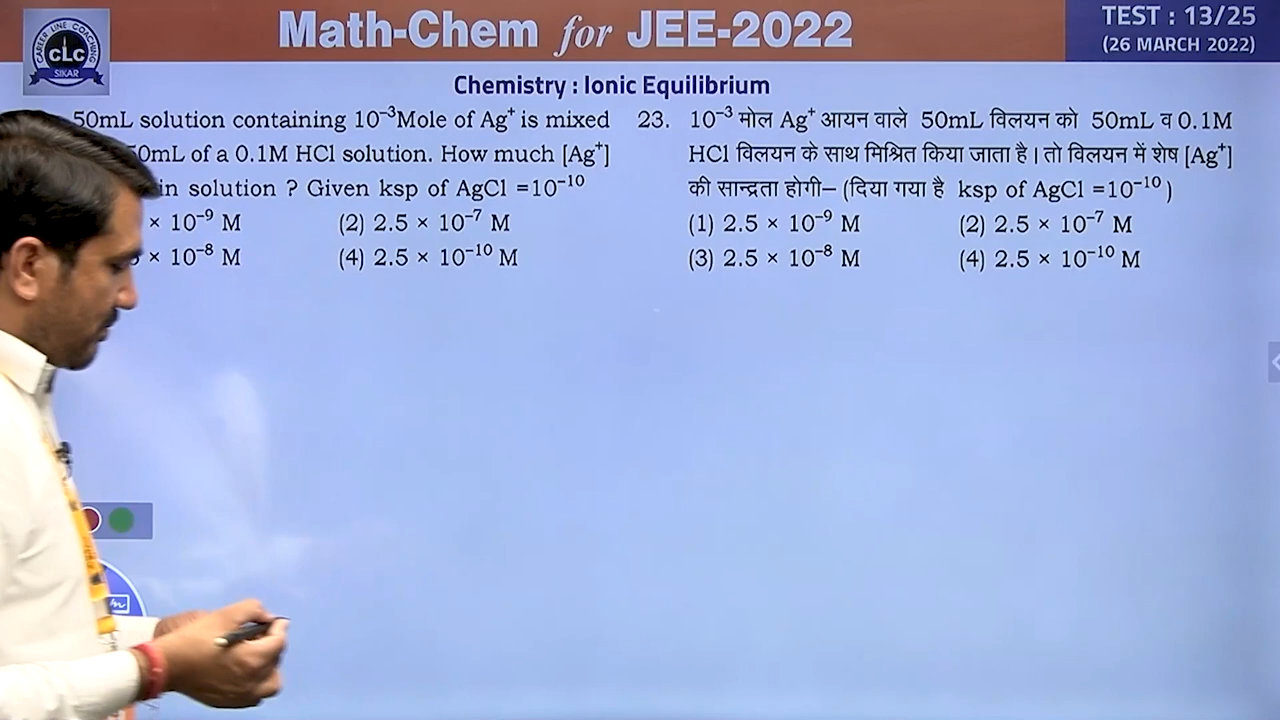 CAREER LINE COACHING
CLC
SIKAR
Math-Chem for JEE-2022
TEST : 13/25
(26 MARCH 2022)
Chemistry : Ionic Equilibrium
50mL solution containing 10⁻³Mole of Ag⁺ is mixed
50mL of a 0.1M HCl solution. How much [Ag⁺]
in solution ? Given ksp of AgCl =10⁻¹⁰
× 10⁻⁹ M (2) 2.5 × 10⁻⁷ M
× 10⁻⁸ M (4) 2.5 × 10⁻¹⁰ M
23. 10⁻³ मोल Ag⁺ आयन वाले 50mL विलयन को 50mL व 0.1M
HCl विलयन के साथ मिश्रित किया जाता है। तो विलयन में शेष [Ag⁺]
की सान्द्रता होगी– (दिया गया है ksp of AgCl =10⁻¹⁰)
(1) 2.5 × 10⁻⁹ M (2) 2.5 × 10⁻⁷ M
(3) 2.5 × 10⁻⁸ M (4) 2.5 × 10⁻¹⁰ M